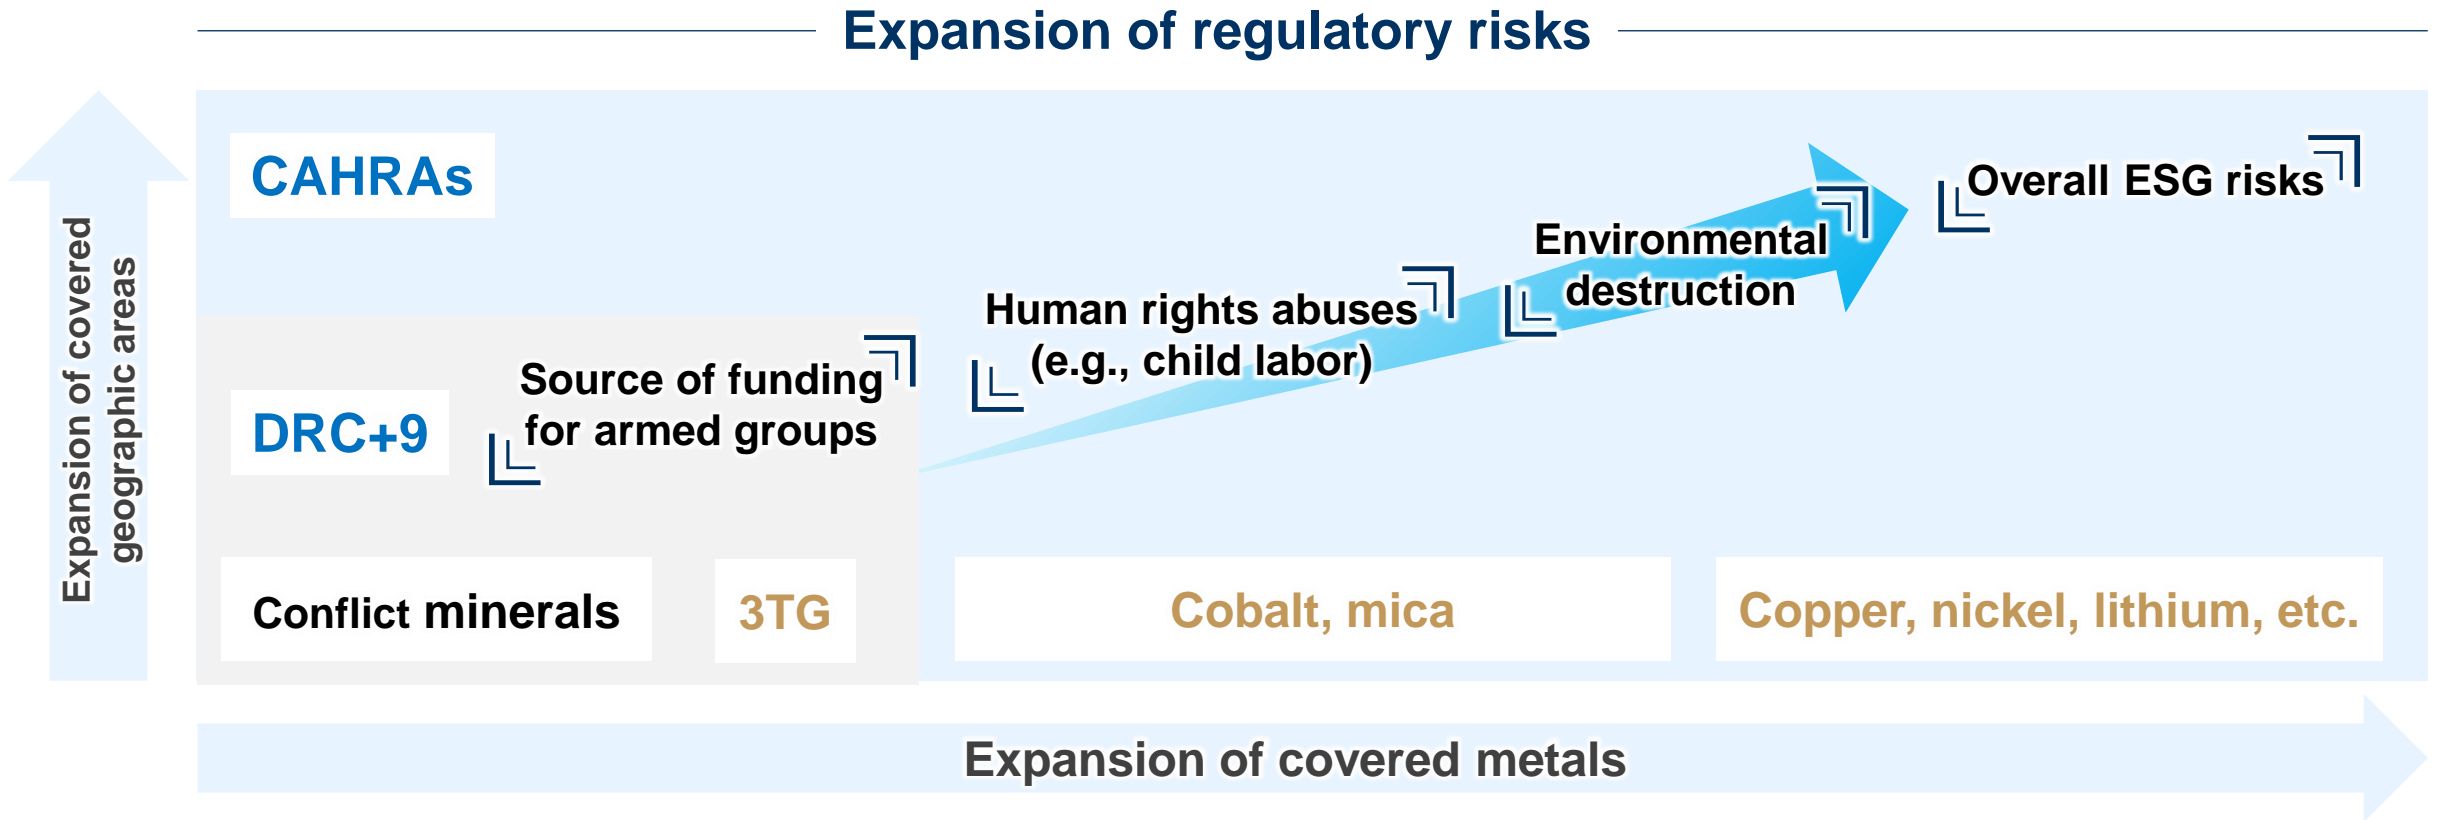 Expansion of regulatory risks
Expansion of covered
geographic areas
CAHRAs
Overall ESG risks
Environmental
destruction
Human rights abuses
(e.g., child labor)
Source of funding
for armed groups
DRC+9
Conflict minerals
3TG
Cobalt, mica
Copper, nickel, lithium, etc.
Expansion of covered metals